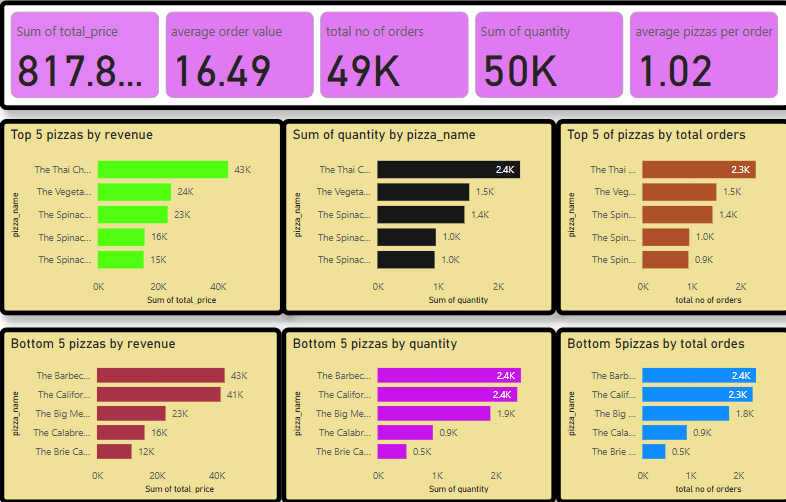 Sum of total_price
817.8...
average order value
16.49
total no of orders
49K
Sum of quantity
50K
average pizzas per order
1.02
Top 5 pizzas by revenue
pizza_name
The Thai Ch...
43K
The Vegeta...
24K
The Spinac...
23K
The Spinac...
16K
The Spinac...
15K
0K 20K 40K
Sum of total_price
Sum of quantity by pizza_name
pizza_name
The Thai C...
2.4K
The Vegeta...
1.5K
The Spinac...
1.4K
The Spinac...
1.0K
The Spinac...
1.0K
0K 1K 2K
Sum of quantity
Top 5 of pizzas by total orders
pizza_name
The Thai ...
2.3K
The Veg...
1.5K
The Spin...
1.4K
The Spin...
1.0K
The Spin...
0.9K
0K 1K 2K
total no of orders
Bottom 5 pizzas by revenue
pizza_name
The Barbec...
43K
The Califor...
41K
The Big Me...
23K
The Calabre...
16K
The Brie Ca...
12K
0K 20K 40K
Sum of total_price
Bottom 5 pizzas by quantity
pizza_name
The Barbec...
2.4K
The Califor...
2.4K
The Big Me...
1.9K
The Calabr...
0.9K
The Brie Ca...
0.5K
0K 1K 2K
Sum of quantity
Bottom 5pizzas by total ordes
pizza_name
The Barb...
2.4K
The Calif...
2.3K
The Big ...
1.8K
The Cala...
0.9K
The Brie ...
0.5K
0K 1K 2K
total no of orders